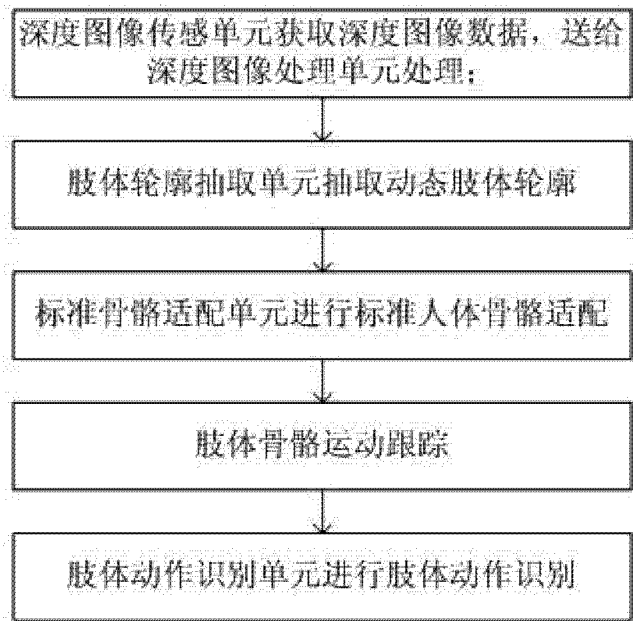 深度图像传感单元获取深度图像数据，送给
深度图像处理单元处理；
肢体轮廓抽取单元抽取动态肢体轮廓
标准骨骼适配单元进行标准人体骨骼适配
肢体骨骼运动跟踪
肢体动作识别单元进行肢体动作识别